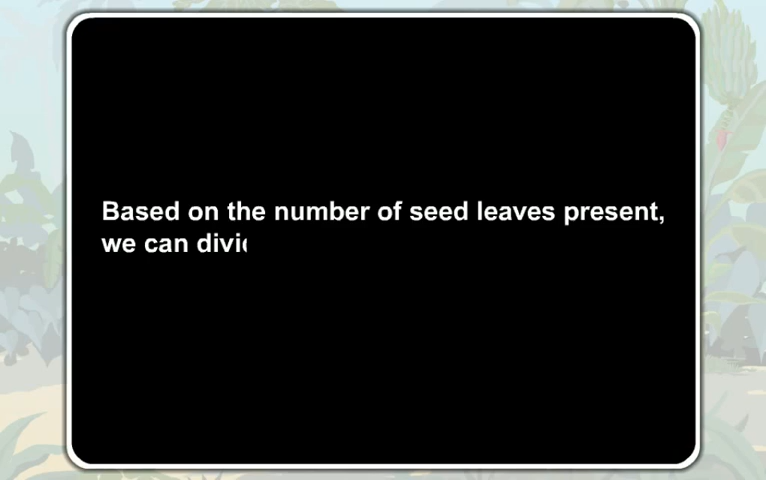 Based on the number of seed leaves present,
we can divi